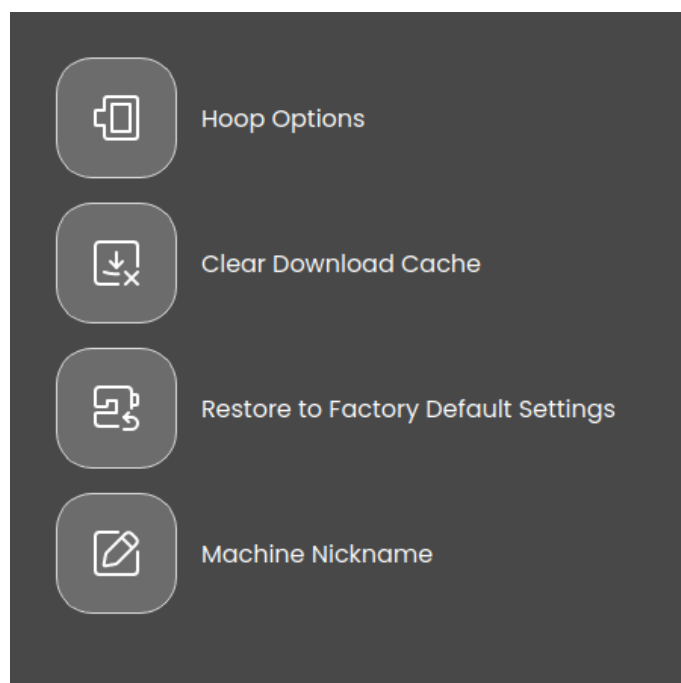 Hoop Options
Clear Download Cache
Restore to Factory Default Settings
Machine Nickname